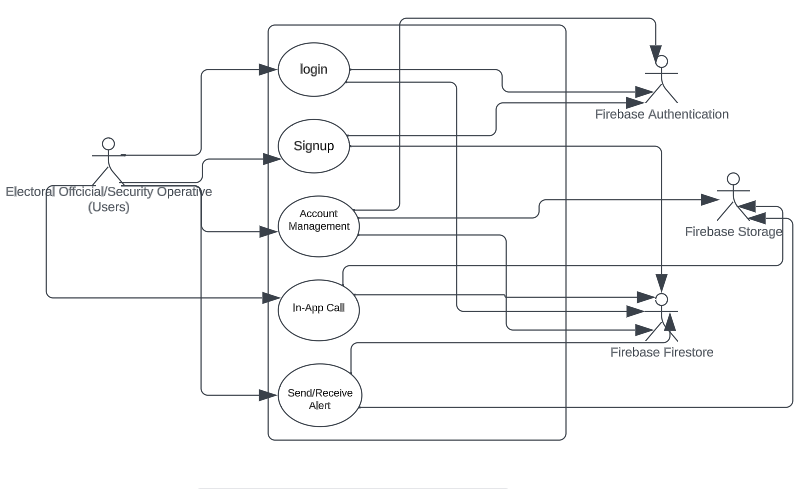 login
Firebase Authentication
Signup
Electoral Offcicial/Security Operative
(Users)
Account
Management
Firebase Storage
In-App Call
Firebase Firestore
Send/Receive
Alert